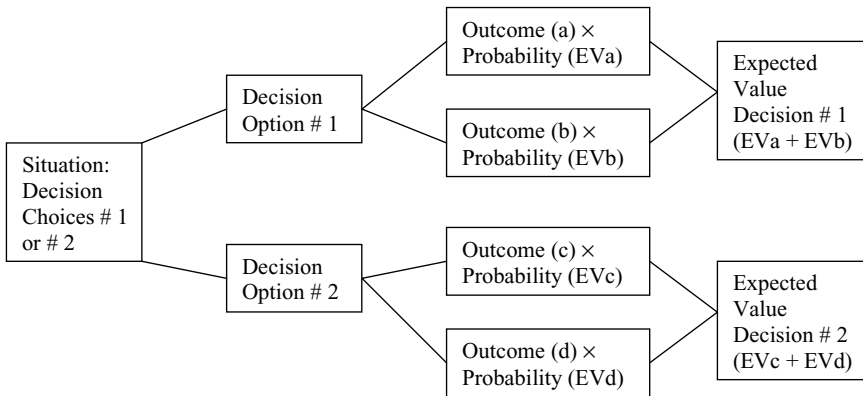 Situation:
Decision
Choices # 1
or # 2
Decision
Option # 1
Decision
Option # 2
Outcome (a) ×
Probability (EVa)
Outcome (b) ×
Probability (EVb)
Outcome (c) ×
Probability (EVc)
Outcome (d) ×
Probability (EVd)
Expected
Value
Decision # 1
(EVa + EVb)
Expected
Value
Decision # 2
(EVc + EVd)